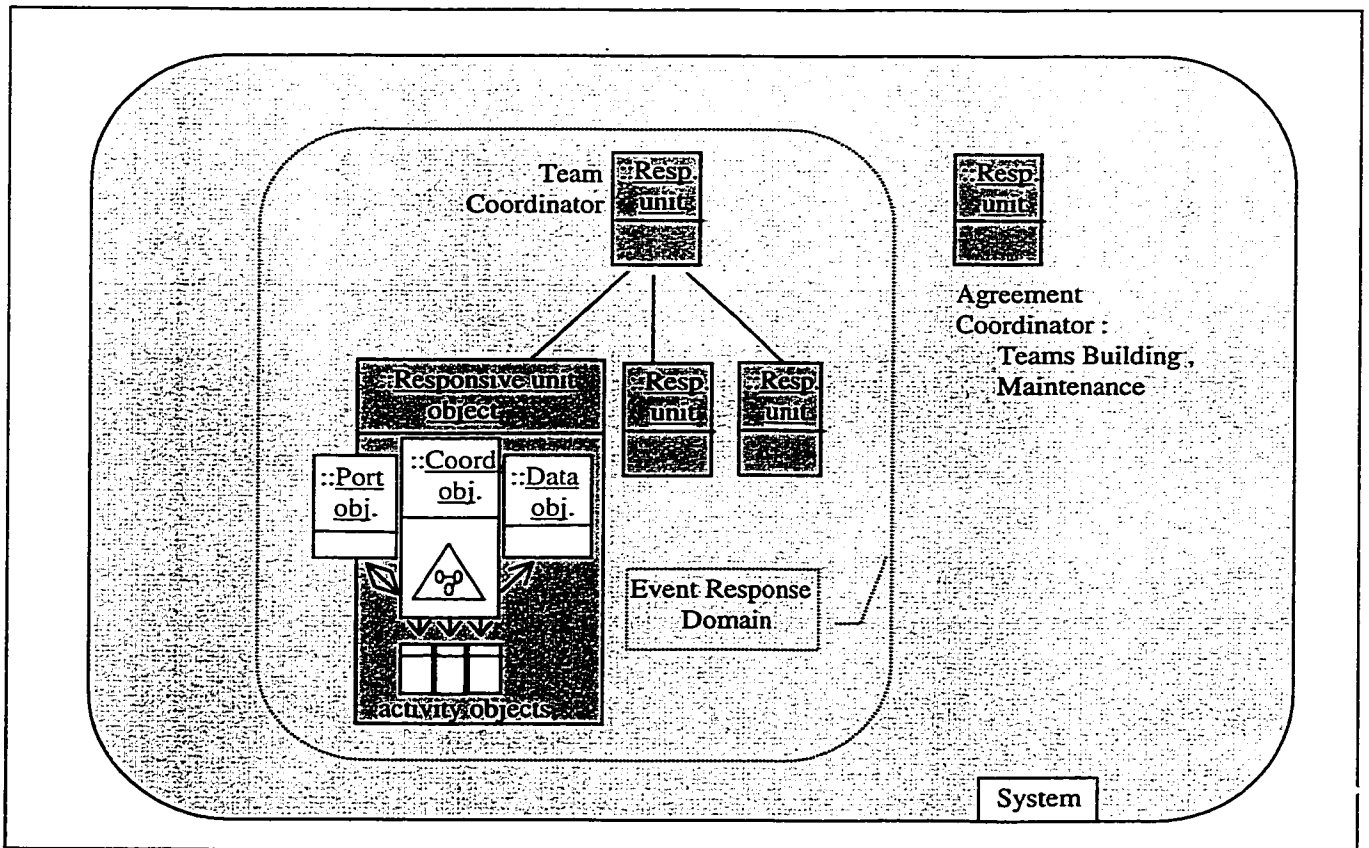 Team
Coordinator
::Resp.
unit
::Resp.
unit
Agreement
Coordinator :
Teams Building ,
Maintenance
::Responsive unit
object
::Resp.
unit
::Resp.
unit
::Port
obj.
::Coord
obj.
::Data
obj.
activity objects
Event Response
Domain
System